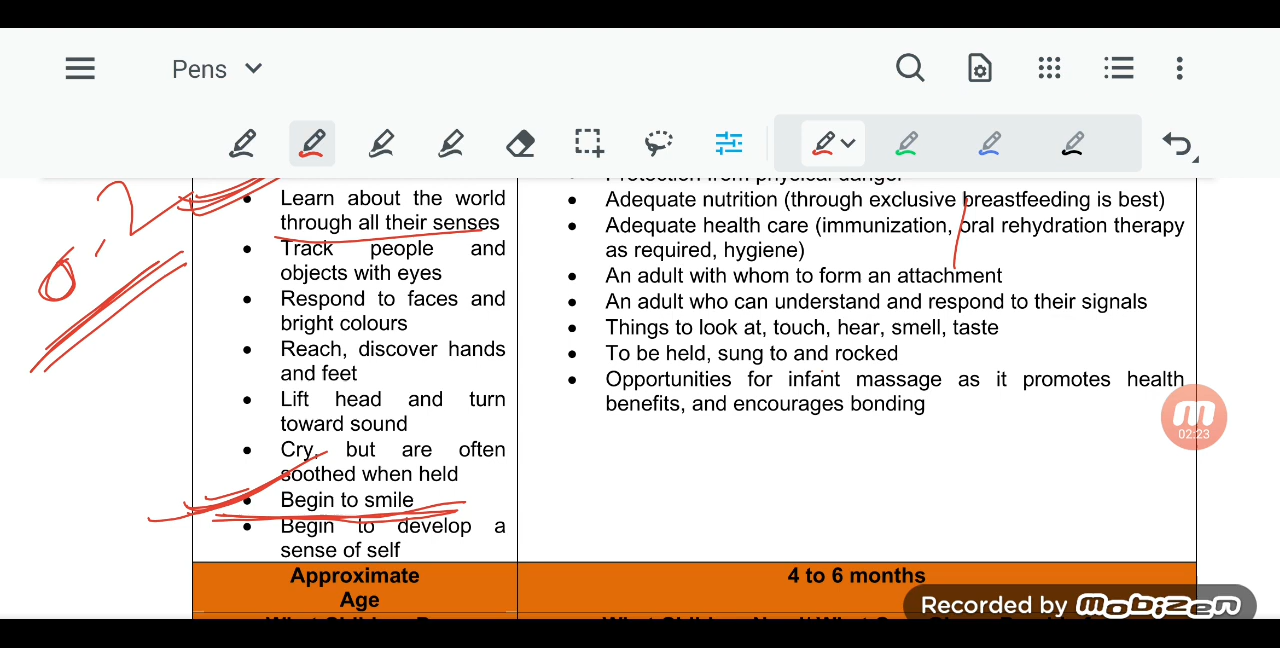 Pens
0-2
Protection from physical danger
Learn about the world
through all their senses
Track people and
objects with eyes
Respond to faces and
bright colours
Reach, discover hands
and feet
Lift head and turn
toward sound
Cry, but are often
soothed when held
Begin to smile
Begin to develop a
sense of self
Adequate nutrition (through exclusive breastfeeding is best)
Adequate health care (immunization, oral rehydration therapy
as required, hygiene)
An adult with whom to form an attachment
An adult who can understand and respond to their signals
Things to look at, touch, hear, smell, taste
To be held, sung to and rocked
Opportunities for infant massage as it promotes health
benefits, and encourages bonding
02:23
Approximate
Age
4 to 6 months
Recorded by mobizen